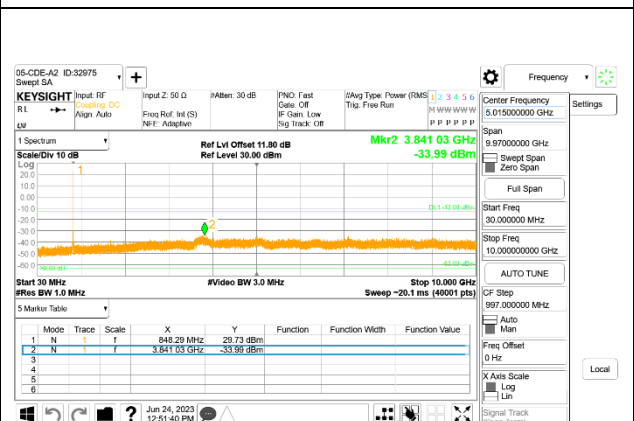 05-CDE-A2 ID:32975
Swept SA
Frequency
KEYSIGHT Input: RF Input Z: 50 Ω #Atten: 30 dB PNO: Fast #Avg Type: Power (RMS 1 2 3 4 5 6
RL Coupling: DC Gate: Off Trig: Free Run M W W W W W
Align: Auto Freq Ref: Int (S) IF Gain: Low
NFE: Adaptive Sig Track: Off P P P P P P
Center Frequency
5.015000000 GHz
Settings
Span
9.97000000 GHz
Swept Span
Zero Span
Full Span
Start Freq
30.000000 MHz
Stop Freq
10.000000000 GHz
AUTO TUNE
CF Step
997.000000 MHz
Auto
Man
Freq Offset
0 Hz
X Axis Scale
Log
Lin
Signal Track
Local
1 Spectrum
Ref Lvl Offset 11.80 dB
Mkr2 3.841 03 GHz
Scale/Div 10 dB
Ref Level 30.00 dBm
-33.99 dBm
Log
1
20.0
10.0
0.00
-10.0
DL1 -13.00 dBm
-20.0
2
-30.0
-40.0
-50.0
-60.0
Start 30 MHz #Video BW 3.0 MHz Stop 10.000 GHz
#Res BW 1.0 MHz Sweep ~20.1 ms (40001 pts)
5 Marker Table
Mode Trace Scale X Y Function Function Width Function Value
1 N 1 f 848.29 MHz 29.73 dBm
2 N 1 f 3.841 03 GHz -33.99 dBm
3
4
5
6
?
Jun 24, 2023
12:51:40 PM